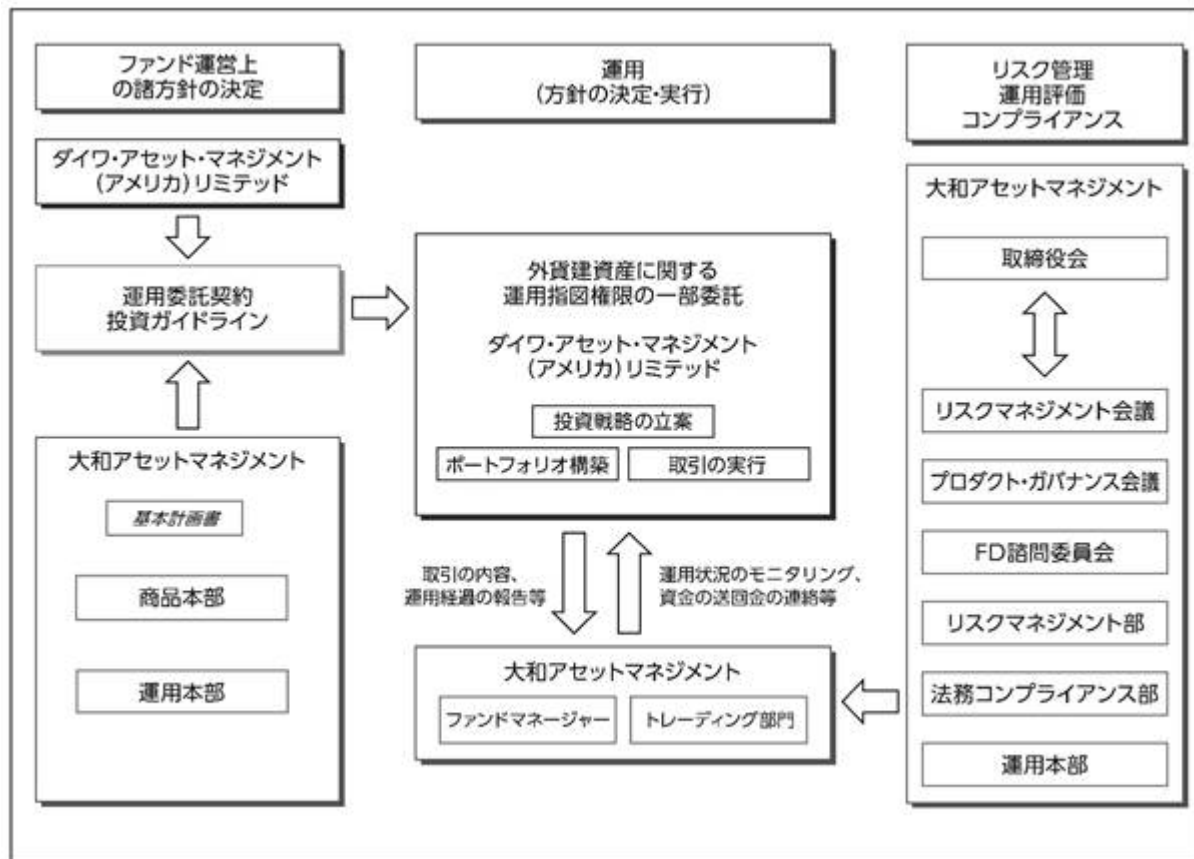 ファンド運営上
の諸方針の決定
ダイワ・アセット・マネジメント
(アメリカ)リミテッド
運用委託契約
投資ガイドライン
大和アセットマネジメント
基本計画書
商品本部
運用本部
運用
(方針の決定・実行)
外貨建資産に関する
運用指図権限の一部委託
ダイワ・アセット・マネジメント
(アメリカ)リミテッド
投資戦略の立案
ポートフォリオ構築
取引の実行
取引の内容、
運用経過の報告等
運用状況のモニタリング、
資金の送回金の連絡等
大和アセットマネジメント
ファンドマネージャー
トレーディング部門
リスク管理
運用評価
コンプライアンス
大和アセットマネジメント
取締役会
リスクマネジメント会議
プロダクト・ガバナンス会議
FD諮問委員会
リスクマネジメント部
法務コンプライアンス部
運用本部